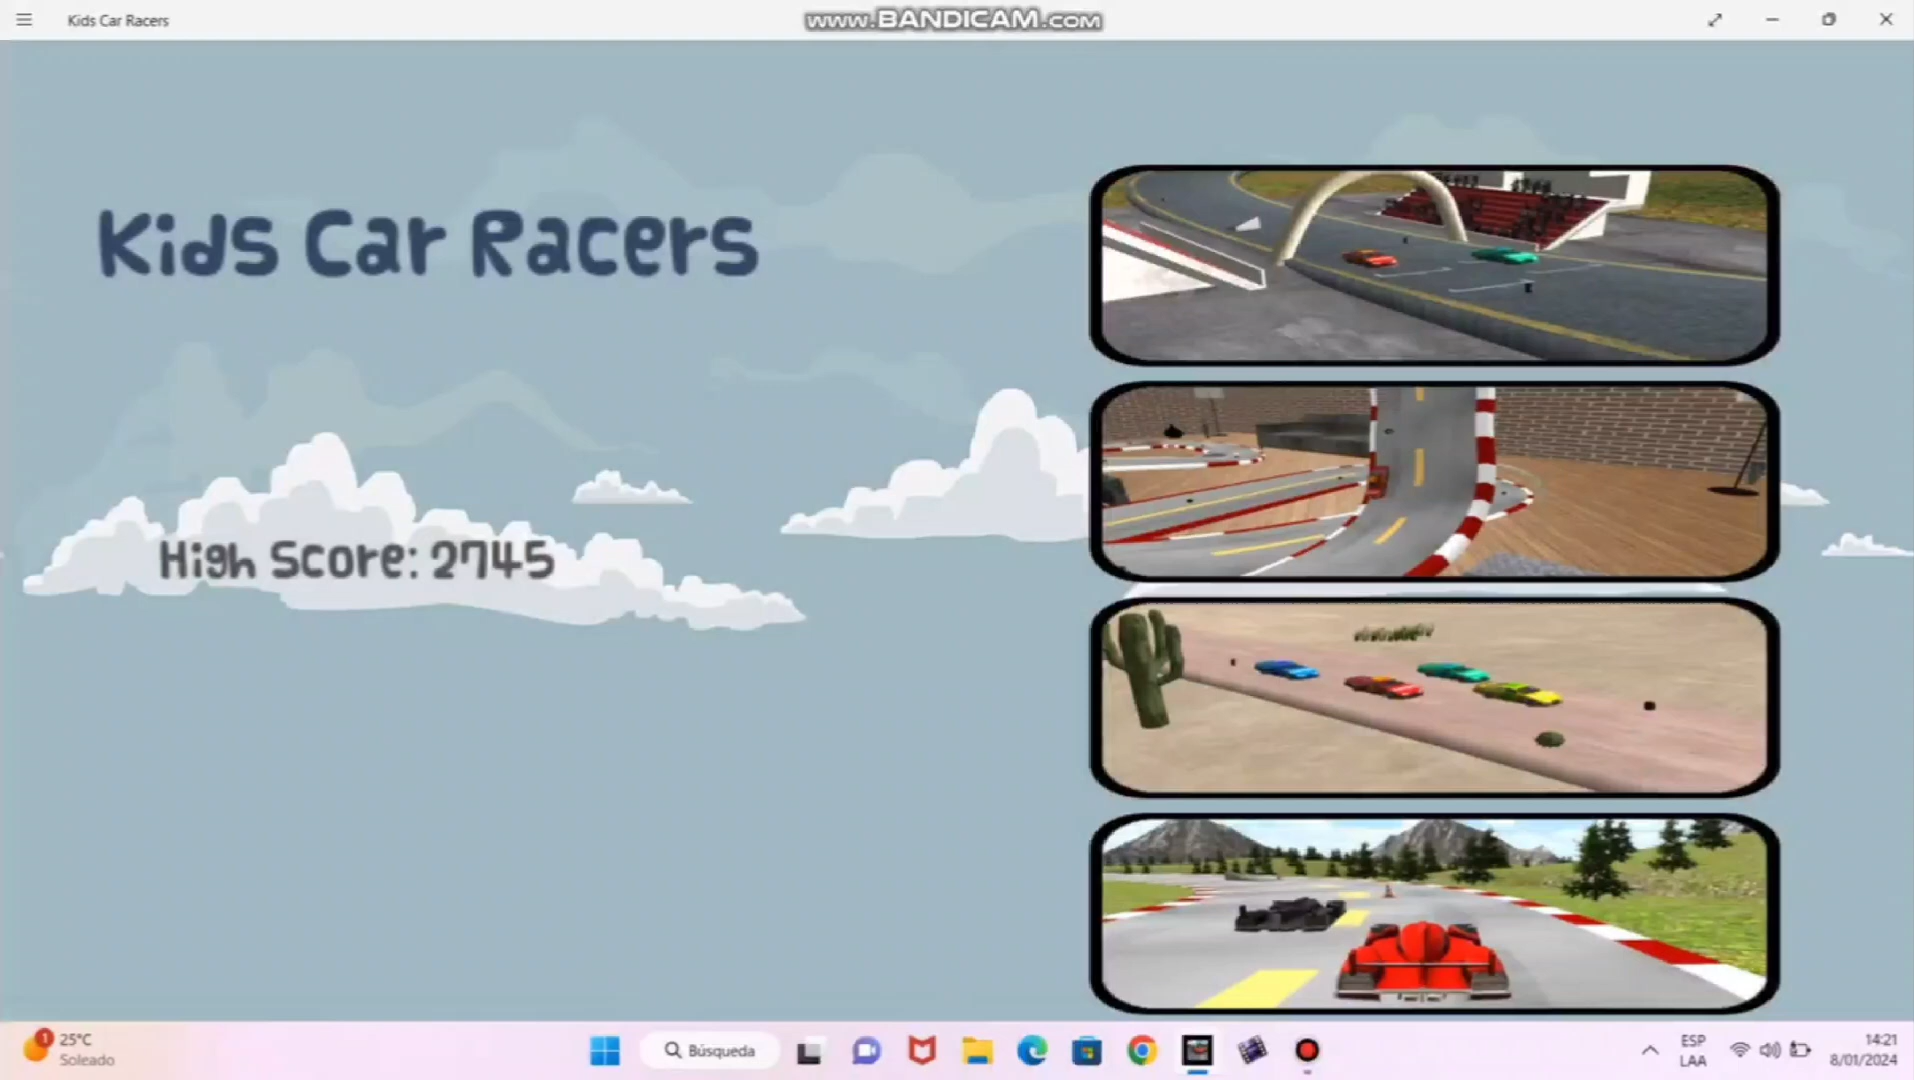 Kids Car Racers
www.BANDICAM.com
Kids Car Racers
High Score: 2745
25°C
Soleado
1
Búsqueda
ESP
LAA
14:21
8/01/2024